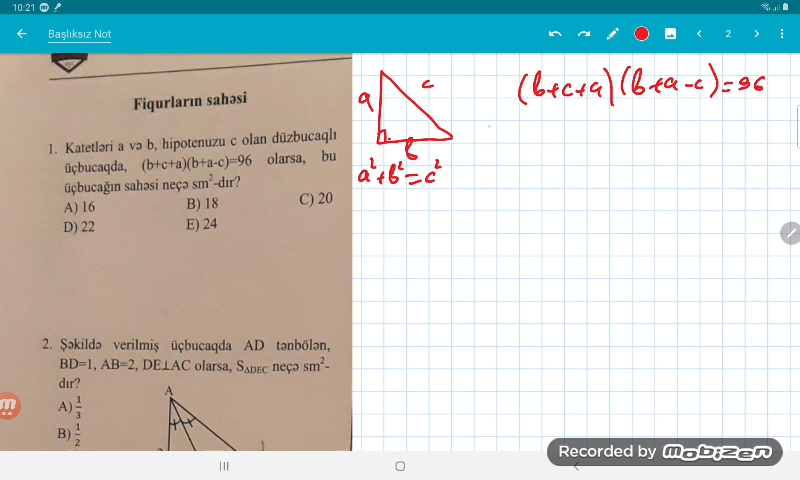 10:21
Başlıksız Not
2
Fiqurların sahəsi
1. Katetləri a və b, hipotenuzu c olan düzbucaqlı
üçbucaqda, (b+c+a)(b+a-c)=96 olarsa, bu
üçbucağın sahəsi neçə sm²-dır?
A) 16 B) 18 C) 20
D) 22 E) 24
2. Şəkildə verilmiş üçbucaqda AD tənbölən,
BD=1, AB=2, DE⊥AC olarsa, S△DEC neçə sm²-
dır?
A) 1/3
B) 1/2
A
a
c
b
a²+b²=c²
(b+c+a)(b+a-c)=96
Recorded by mobizen